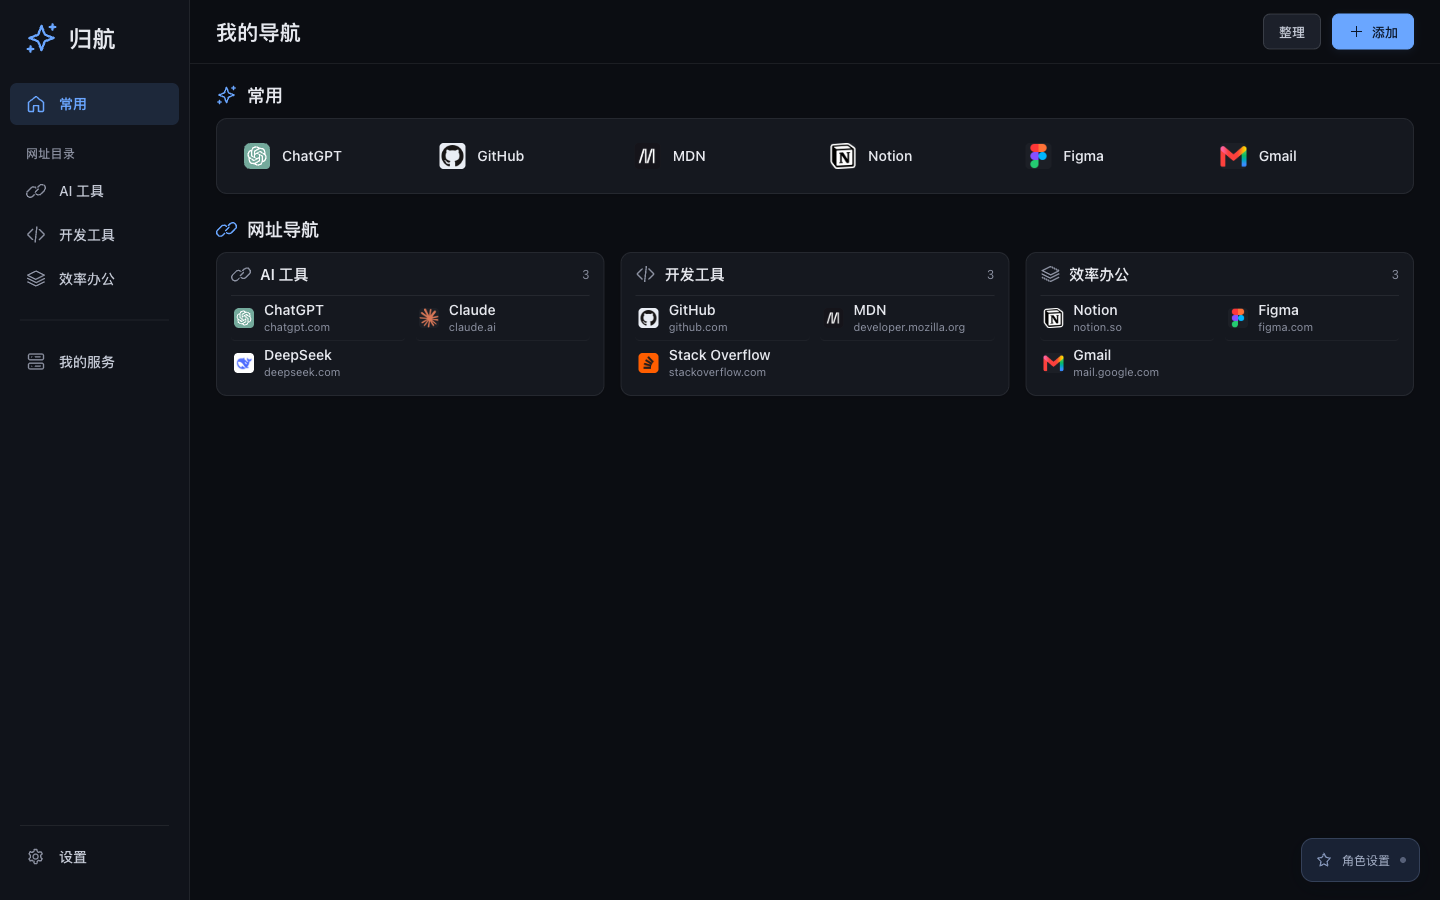 归航
常用
网址目录
AI 工具
开发工具
效率办公
我的服务
设置
我的导航
整理
添加
常用
ChatGPT
GitHub
MDN
Notion
Figma
Gmail
网址导航
AI 工具 3
ChatGPT
chatgpt.com
Claude
claude.ai
DeepSeek
deepseek.com
开发工具 3
GitHub
github.com
MDN
developer.mozilla.org
Stack Overflow
stackoverflow.com
效率办公 3
Notion
notion.so
Figma
figma.com
Gmail
mail.google.com
角色设置